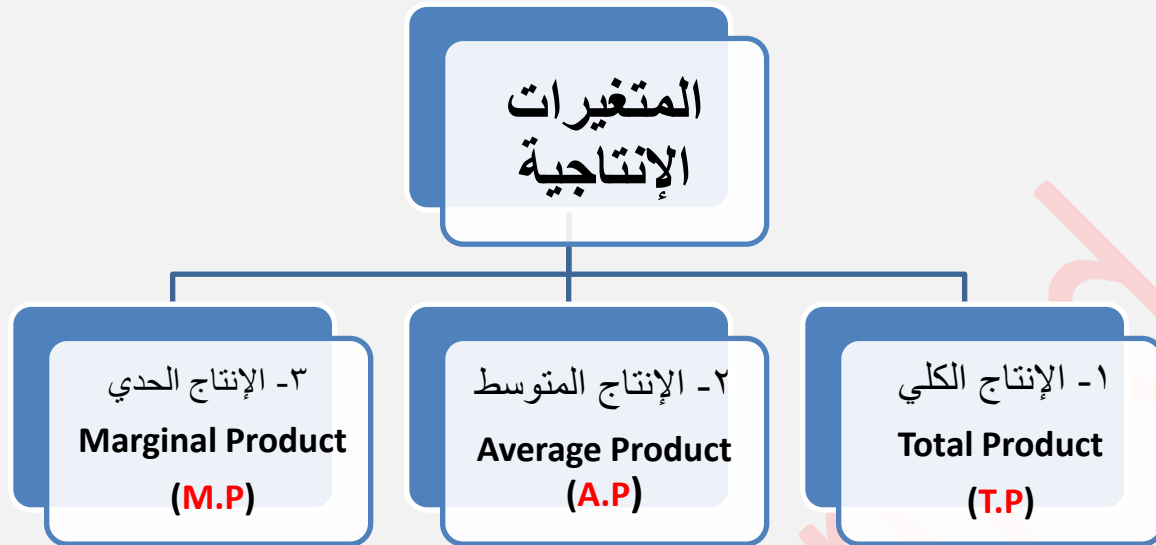 المتغيرات
الإنتاجية
١- الإنتاج الكلي
Total Product
(T.P)
٢- الإنتاج المتوسط
Average Product
(A.P)
٣- الإنتاج الحدي
Marginal Product
(M.P)